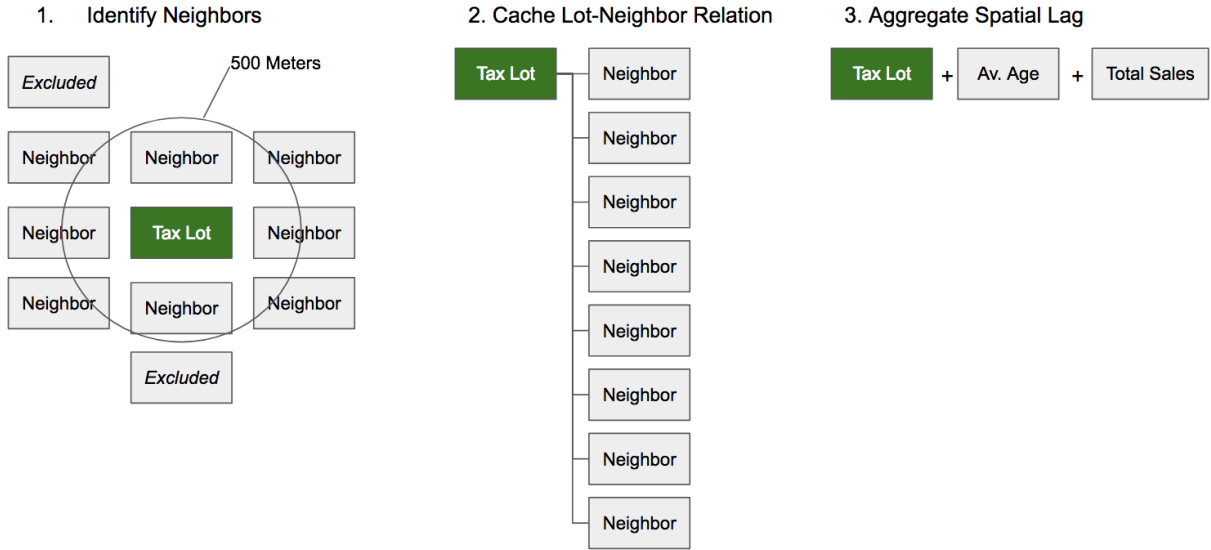 1. Identify Neighbors
500 Meters
Excluded
Neighbor
Neighbor
Neighbor
Neighbor
Tax Lot
Neighbor
Neighbor
Neighbor
Neighbor
Excluded
2. Cache Lot-Neighbor Relation
Tax Lot
Neighbor
Neighbor
Neighbor
Neighbor
Neighbor
Neighbor
Neighbor
Neighbor
3. Aggregate Spatial Lag
Tax Lot + Av. Age + Total Sales